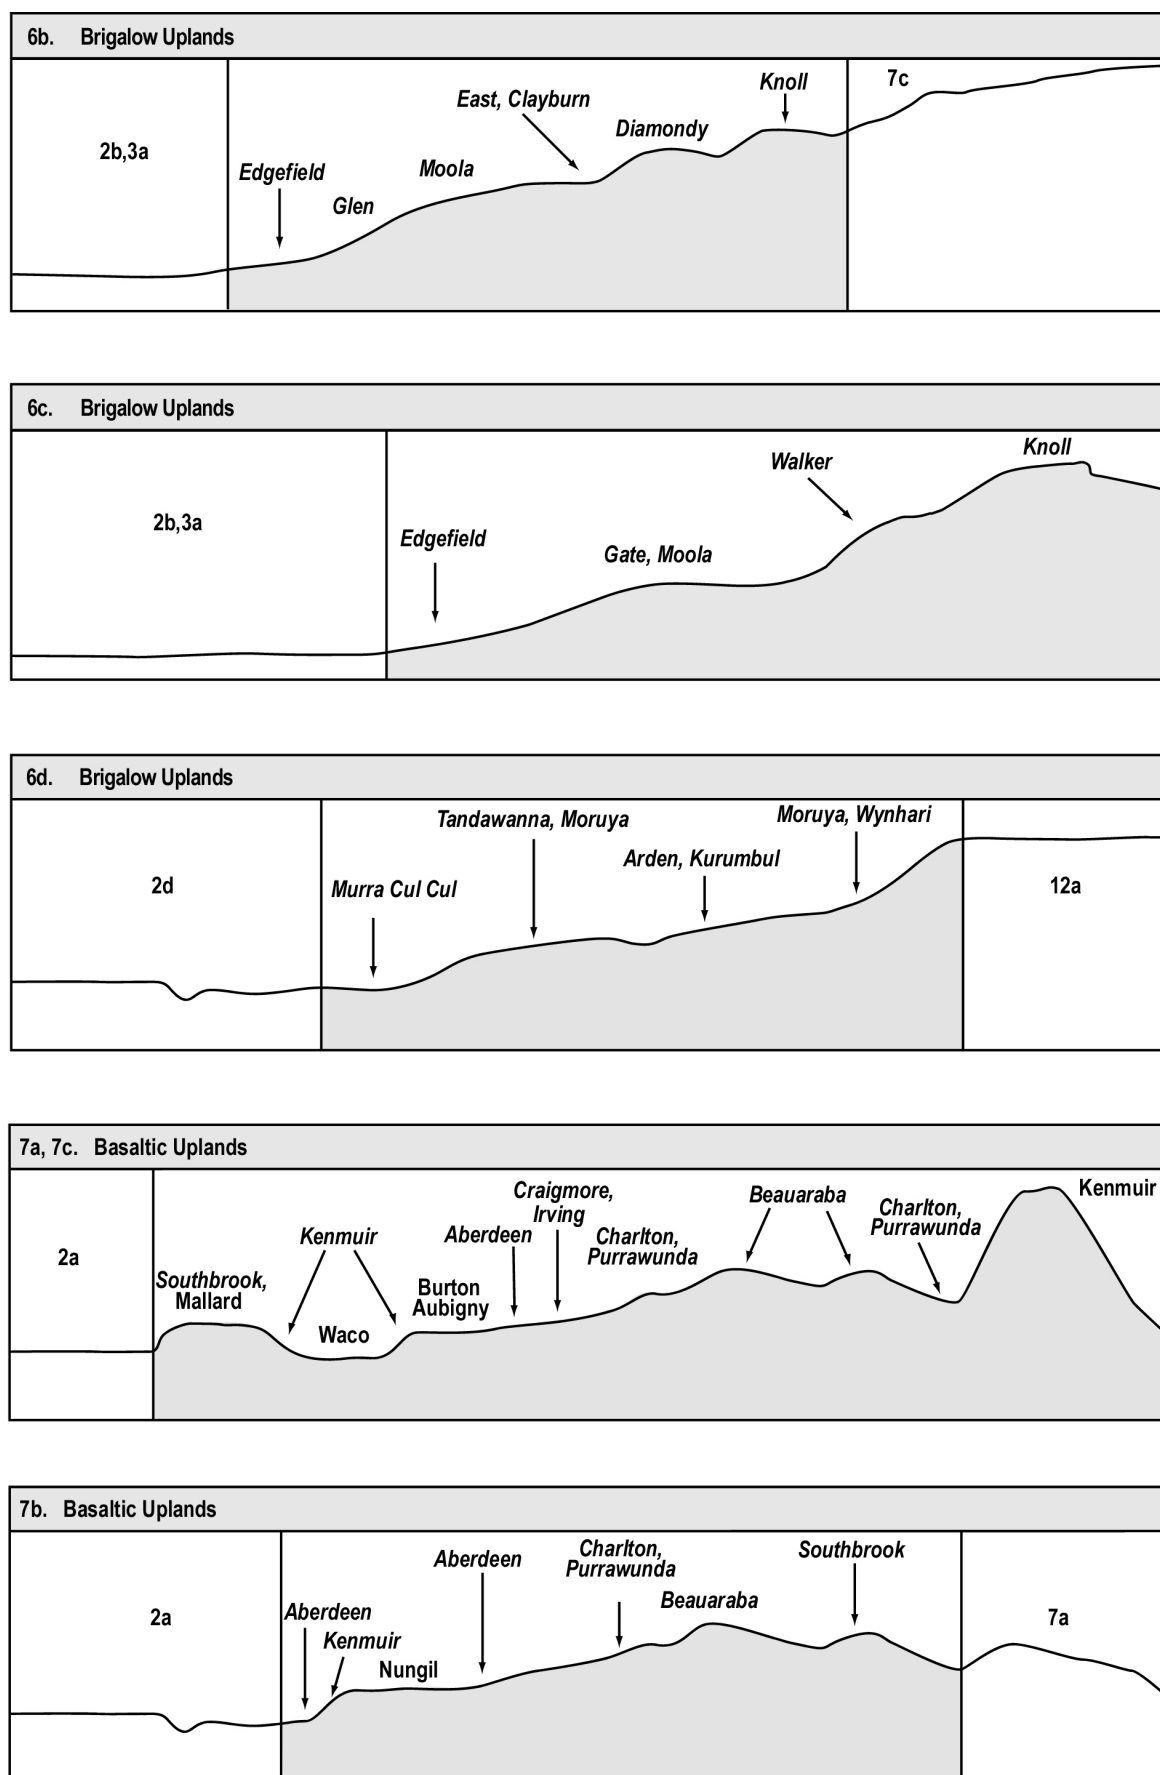 6b. Brigalow Uplands
2b,3a
Edgefield
Glen
Moola
East, Clayburn
Diamondy
Knoll
7c
6c. Brigalow Uplands
2b,3a
Edgefield
Gate, Moola
Walker
Knoll
6d. Brigalow Uplands
2d
Murra Cul Cul
Tandawanna, Moruya
Arden, Kurumbul
Moruya, Wynhari
12a
7a, 7c. Basaltic Uplands
2a
Southbrook,
Mallard
Kenmuir
Waco
Burton
Aubigny
Aberdeen
Craigmore,
Irving
Charlton,
Purrawunda
Beauaraba
Charlton,
Purrawunda
Kenmuir
7b. Basaltic Uplands
2a
Aberdeen
Kenmuir
Nungil
Aberdeen
Charlton,
Purrawunda
Beauaraba
Southbrook
7a